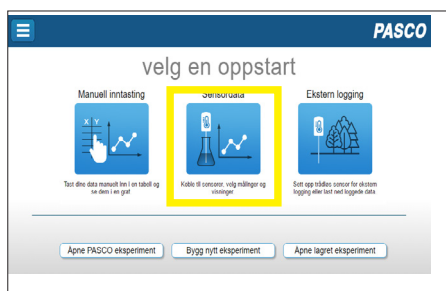 PASCO
velg en oppstart
Manuell inntasting
Sensordata
Ekstern logging
X Y
Tast dine data manuelt inn i en tabell og
se dem i en graf
Koble til sensorer, velg målinger og
visninger
Sett opp trådløs sensor for ekstern
logging eller last ned loggede data
Åpne PASCO eksperiment
Bygg nytt eksperiment
Åpne lagret eksperiment